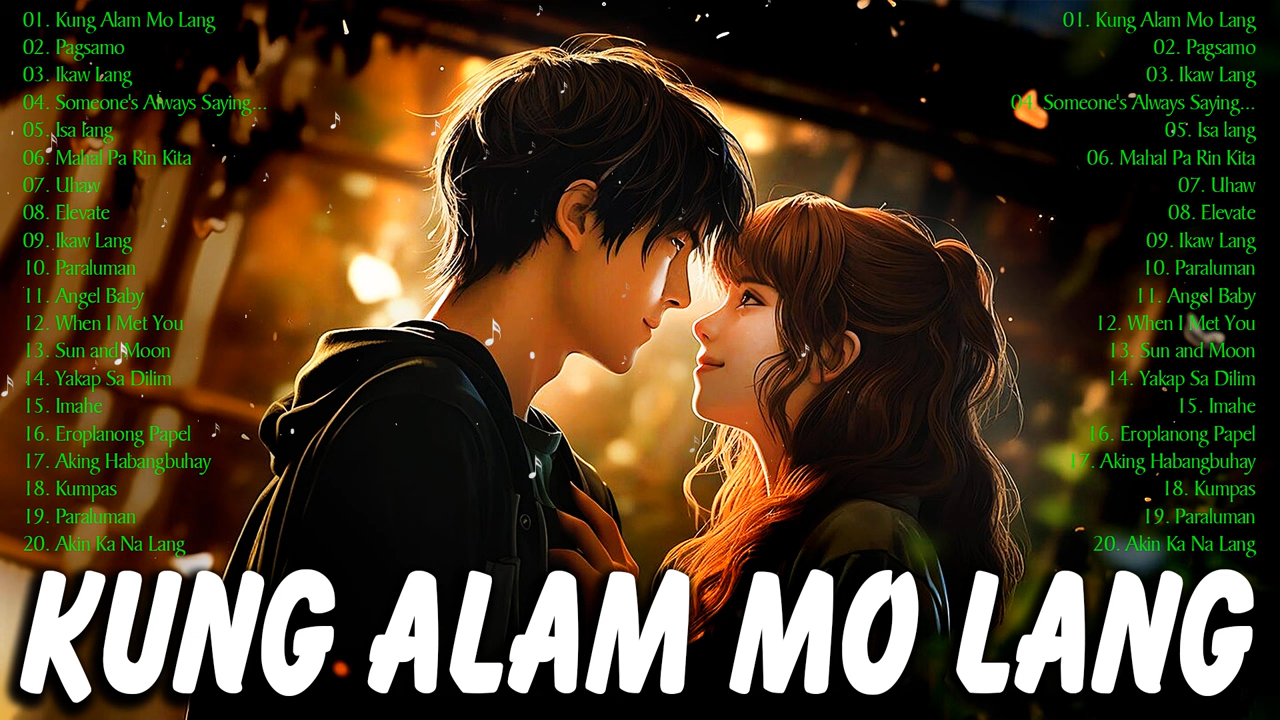 01. Kung Alam Mo Lang
02. Pagsamo
03. Ikaw Lang
04. Someone's Always Saying...
05. Isa lang
06. Mahal Pa Rin Kita
07. Uhaw
08. Elevate
09. Ikaw Lang
10. Paraluman
11. Angel Baby
12. When I Met You
13. Sun and Moon
14. Yakap Sa Dilim
15. Imahe
16. Eroplanong Papel
17. Aking Habangbuhay
18. Kumpas
19. Paraluman
20. Akin Ka Na Lang
01. Kung Alam Mo Lang
02. Pagsamo
03. Ikaw Lang
04. Someone's Always Saying...
05. Isa lang
06. Mahal Pa Rin Kita
07. Uhaw
08. Elevate
09. Ikaw Lang
10. Paraluman
11. Angel Baby
12. When I Met You
13. Sun and Moon
14. Yakap Sa Dilim
15. Imahe
16. Eroplanong Papel
17. Aking Habangbuhay
18. Kumpas
19. Paraluman
20. Akin Ka Na Lang
KUNG ALAM MO LANG